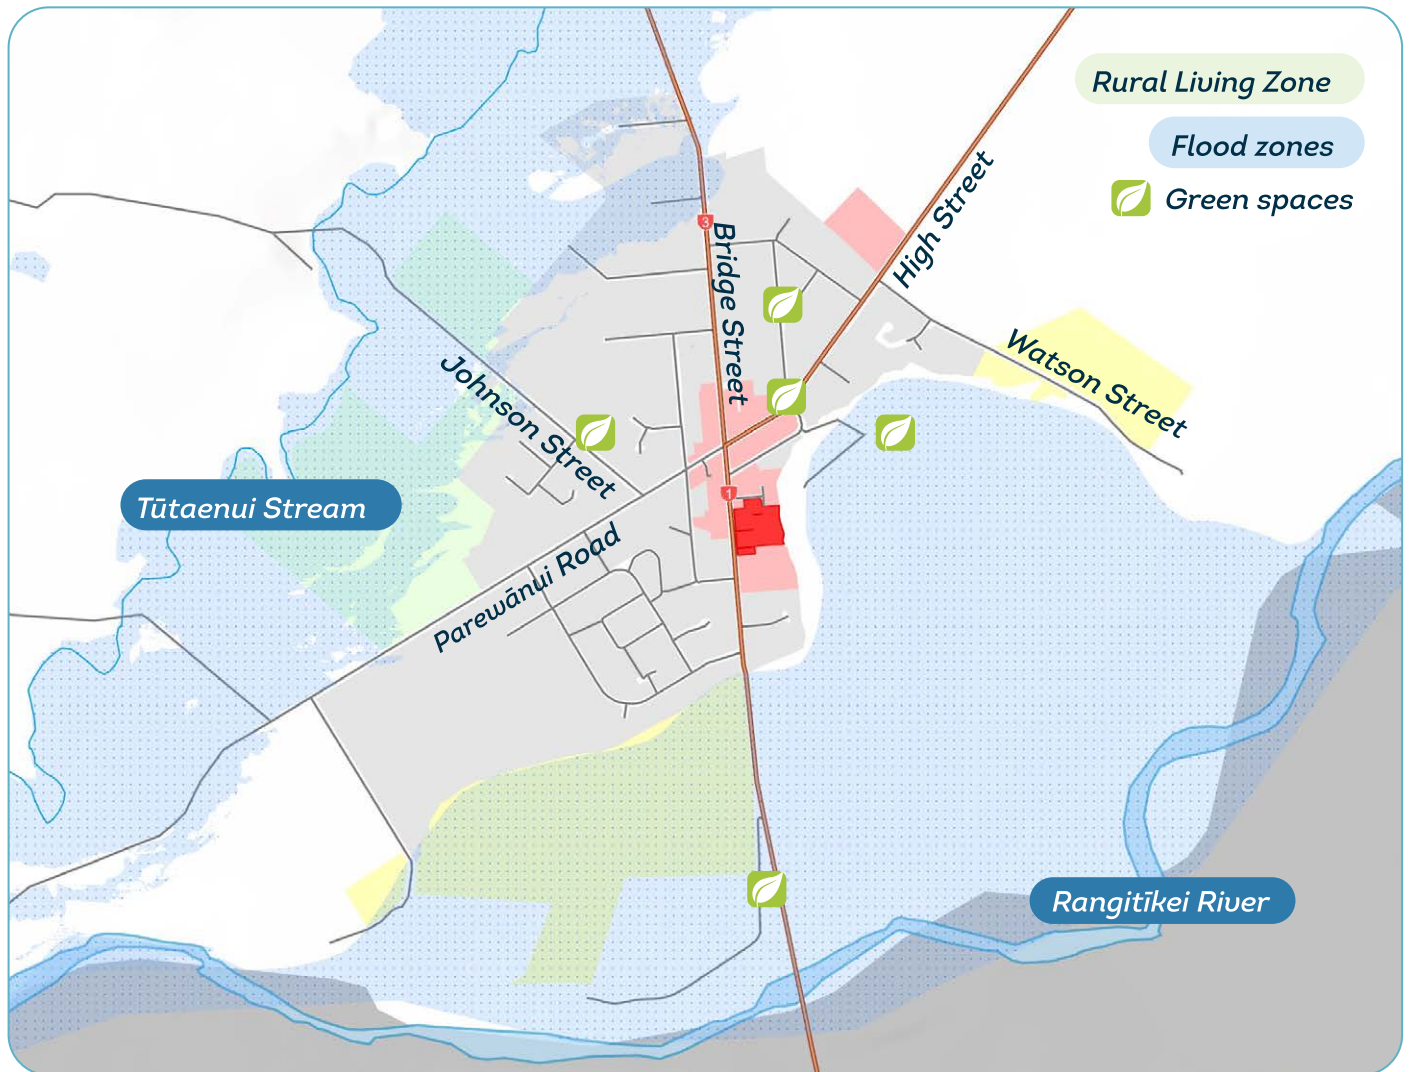 Rural Living Zone
Flood zones
Green spaces
High Street
3
Bridge Street
Watson Street
Johnson Street
1
Tūtaenui Stream
Parewānui Road
Rangitīkei River